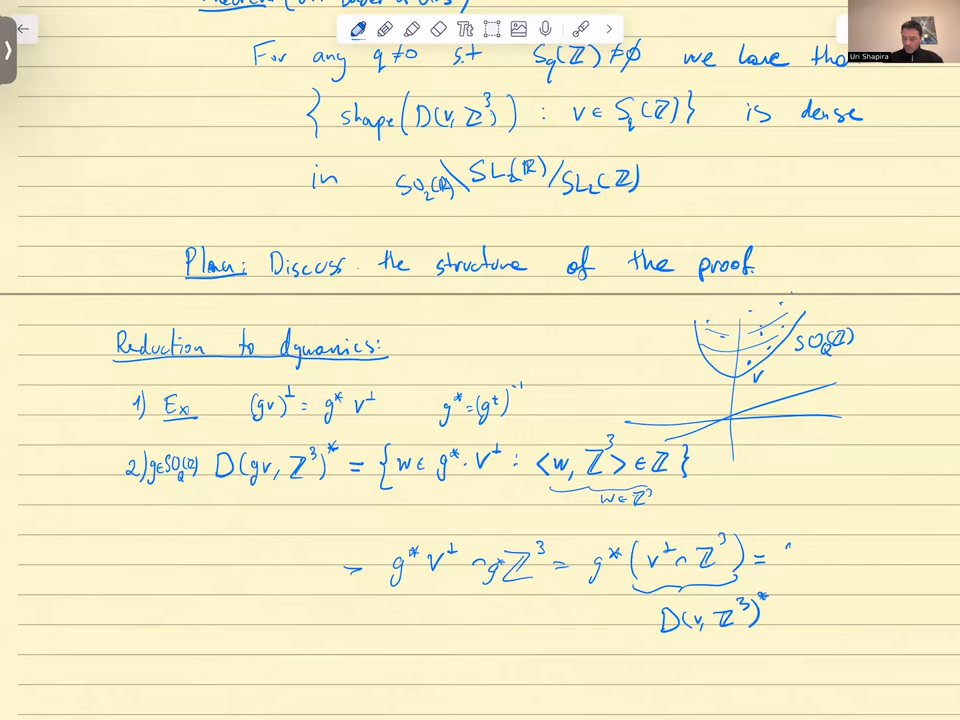 For any q≠0 s.t S_q(ℤ)≠∅ we have tha
{ shape(D(v,ℤ³)) : v∈S_q(ℤ)} is dense
in SO₂(ℝ)\SL₂(ℝ)/SL₂(ℤ)
Plan: Discuss the structure of the proof.
Reduction to dynamics:
SO_Q(ℤ)
v
1) Ex (gv)^⊥ = g* v^⊥ g* = (g^t)^-1
2) g∈SO_Q(ℤ) D(gv, ℤ³)* = {w∈ g*·v^⊥ : <w, ℤ³> ∈ ℤ}
w∈ℤ³
= g* v^⊥ ∩ g*ℤ³ = g*(v^⊥ ∩ ℤ³) =
D(v, ℤ³)*
Uri Shapira